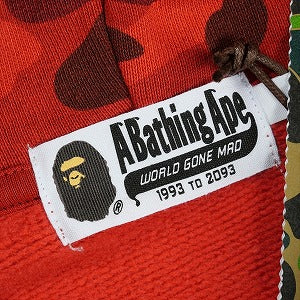 A Bathing Ape
WORLD GONE MAD
1993 TO 2093
®